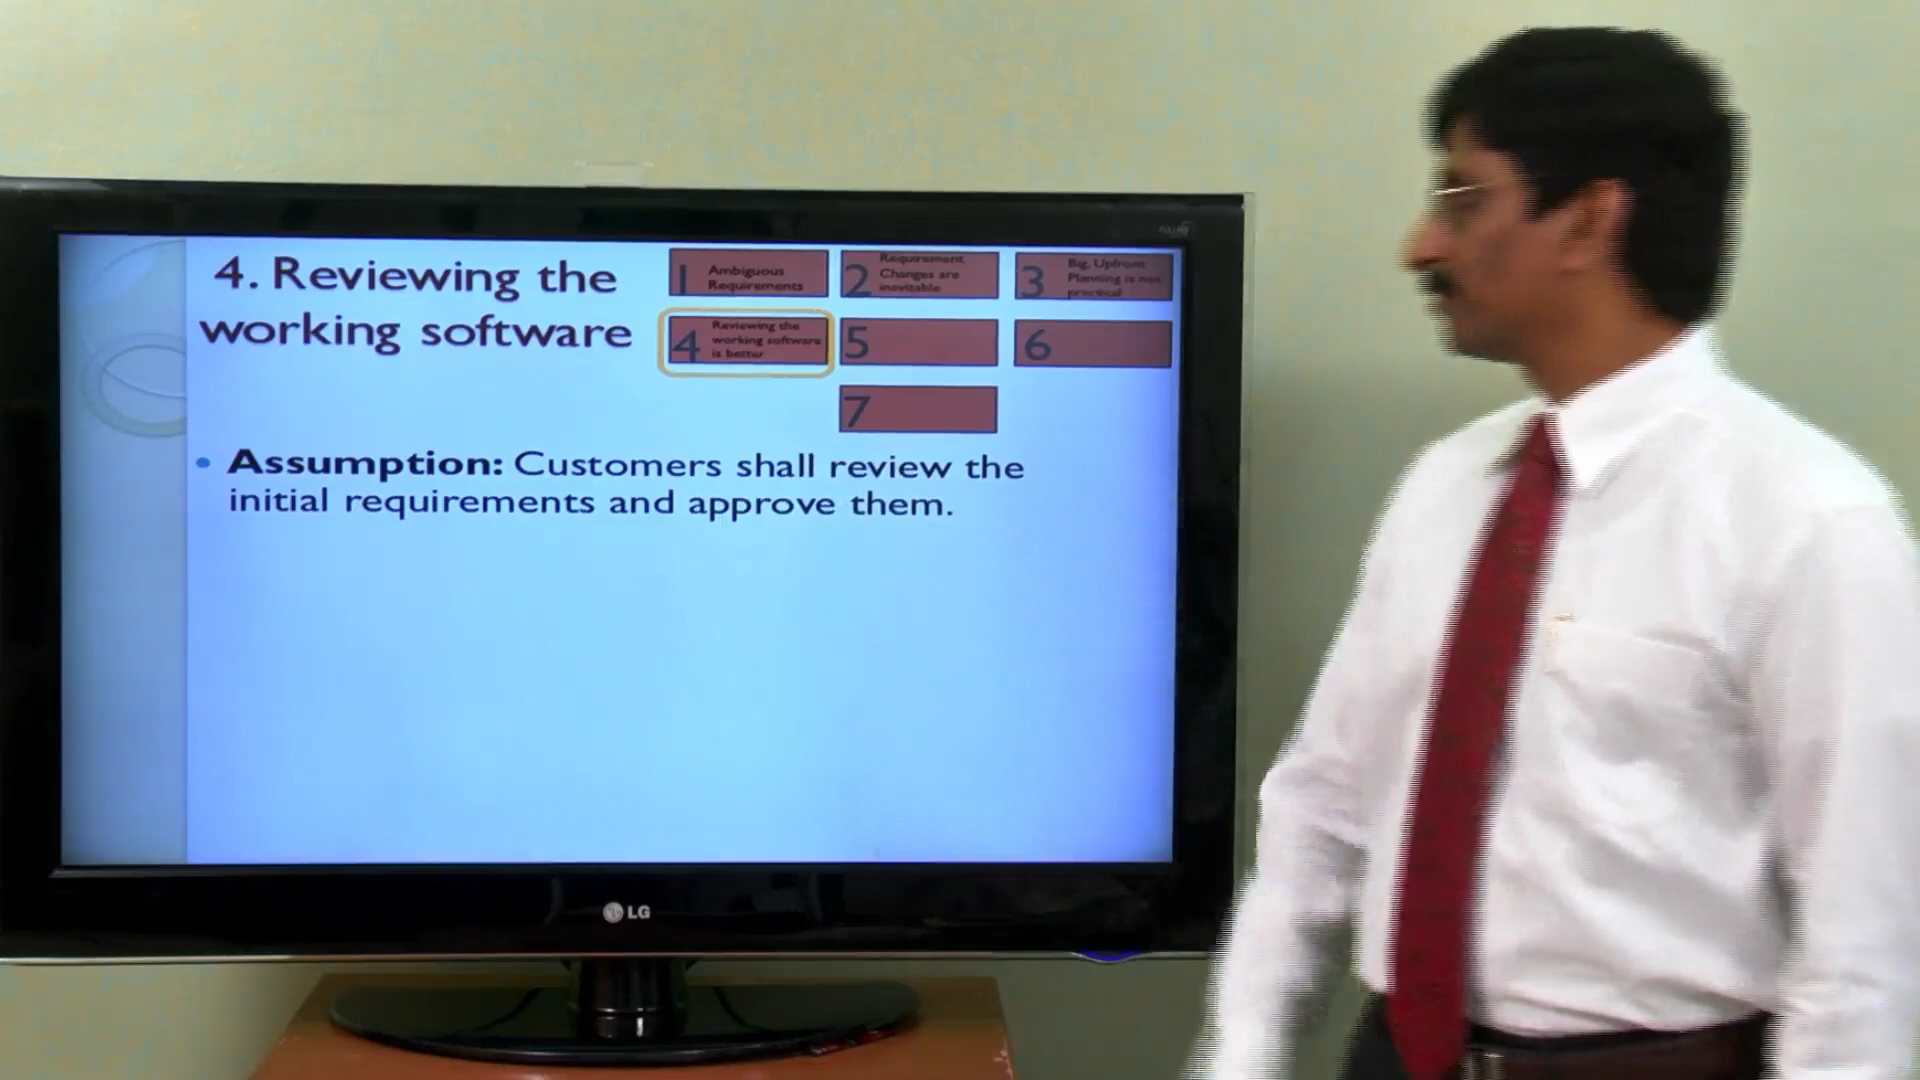 4. Reviewing the
working software
1 Ambiguous
Requirements
2 Requirement
Changes are
inevitable
3 Big, Upfront
Planning is not
practical
4 Reviewing the
working software
is better
5
6
7
• Assumption: Customers shall review the
initial requirements and approve them.
LG